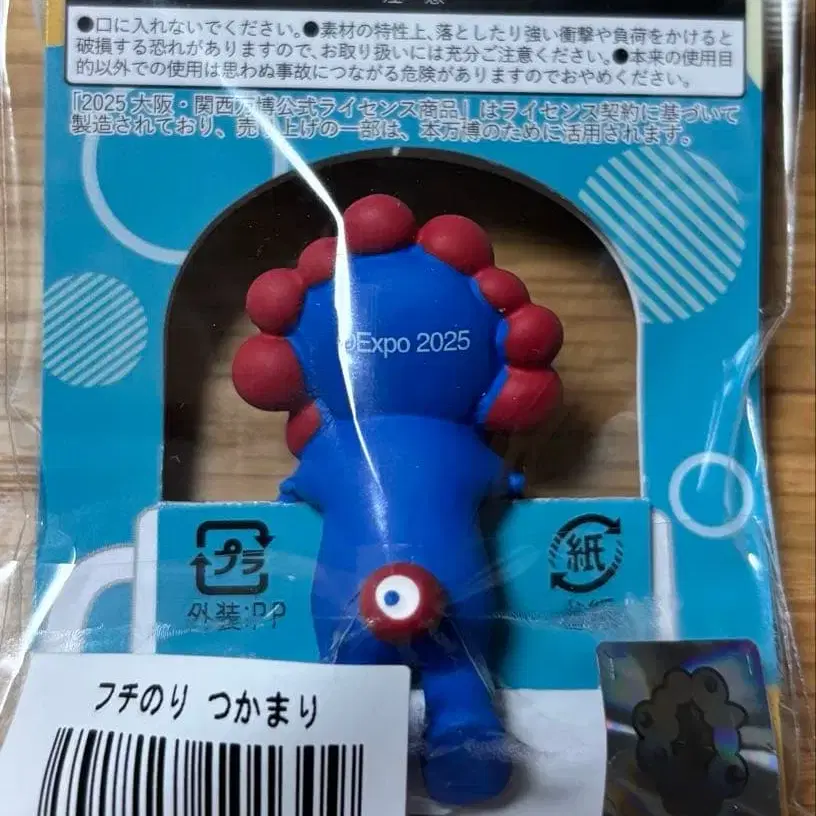 注 意
●口に入れないでください。●素材の特性上、落としたり強い衝撃や負荷をかけると
破損する恐れがありますので、お取り扱いには充分ご注意ください。●本来の使用目
的以外での使用は思わぬ事故につながる危険がありますのでおやめください。
「2025 大阪・関西万博公式ライセンス商品」はライセンス契約に基づいて
製造されており、売り上げの一部は、本万博のために活用されます。
©Expo 2025
プラ
外装:PP
紙
フチのり つかまり